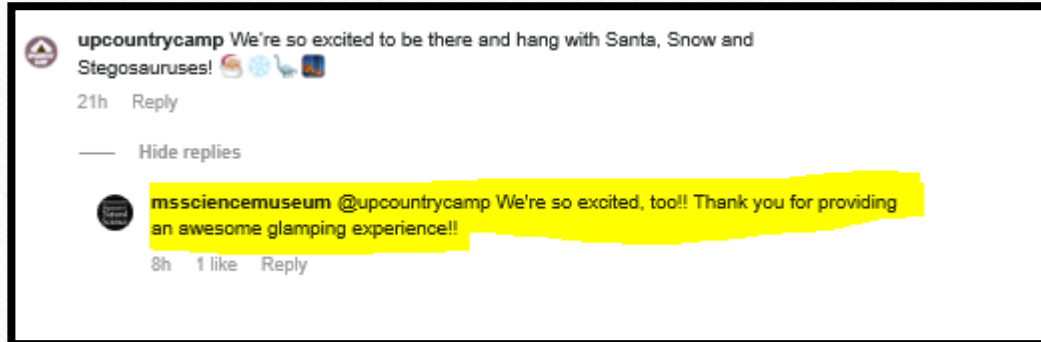 upcountrycamp We're so excited to be there and hang with Santa, Snow and
Stegosauruses! 🎅❄️🦕🌋
21h Reply
Hide replies
mssciencemuseum @upcountrycamp We're so excited, too!! Thank you for providing
an awesome glamping experience!!
8h 1 like Reply
Natural
Science